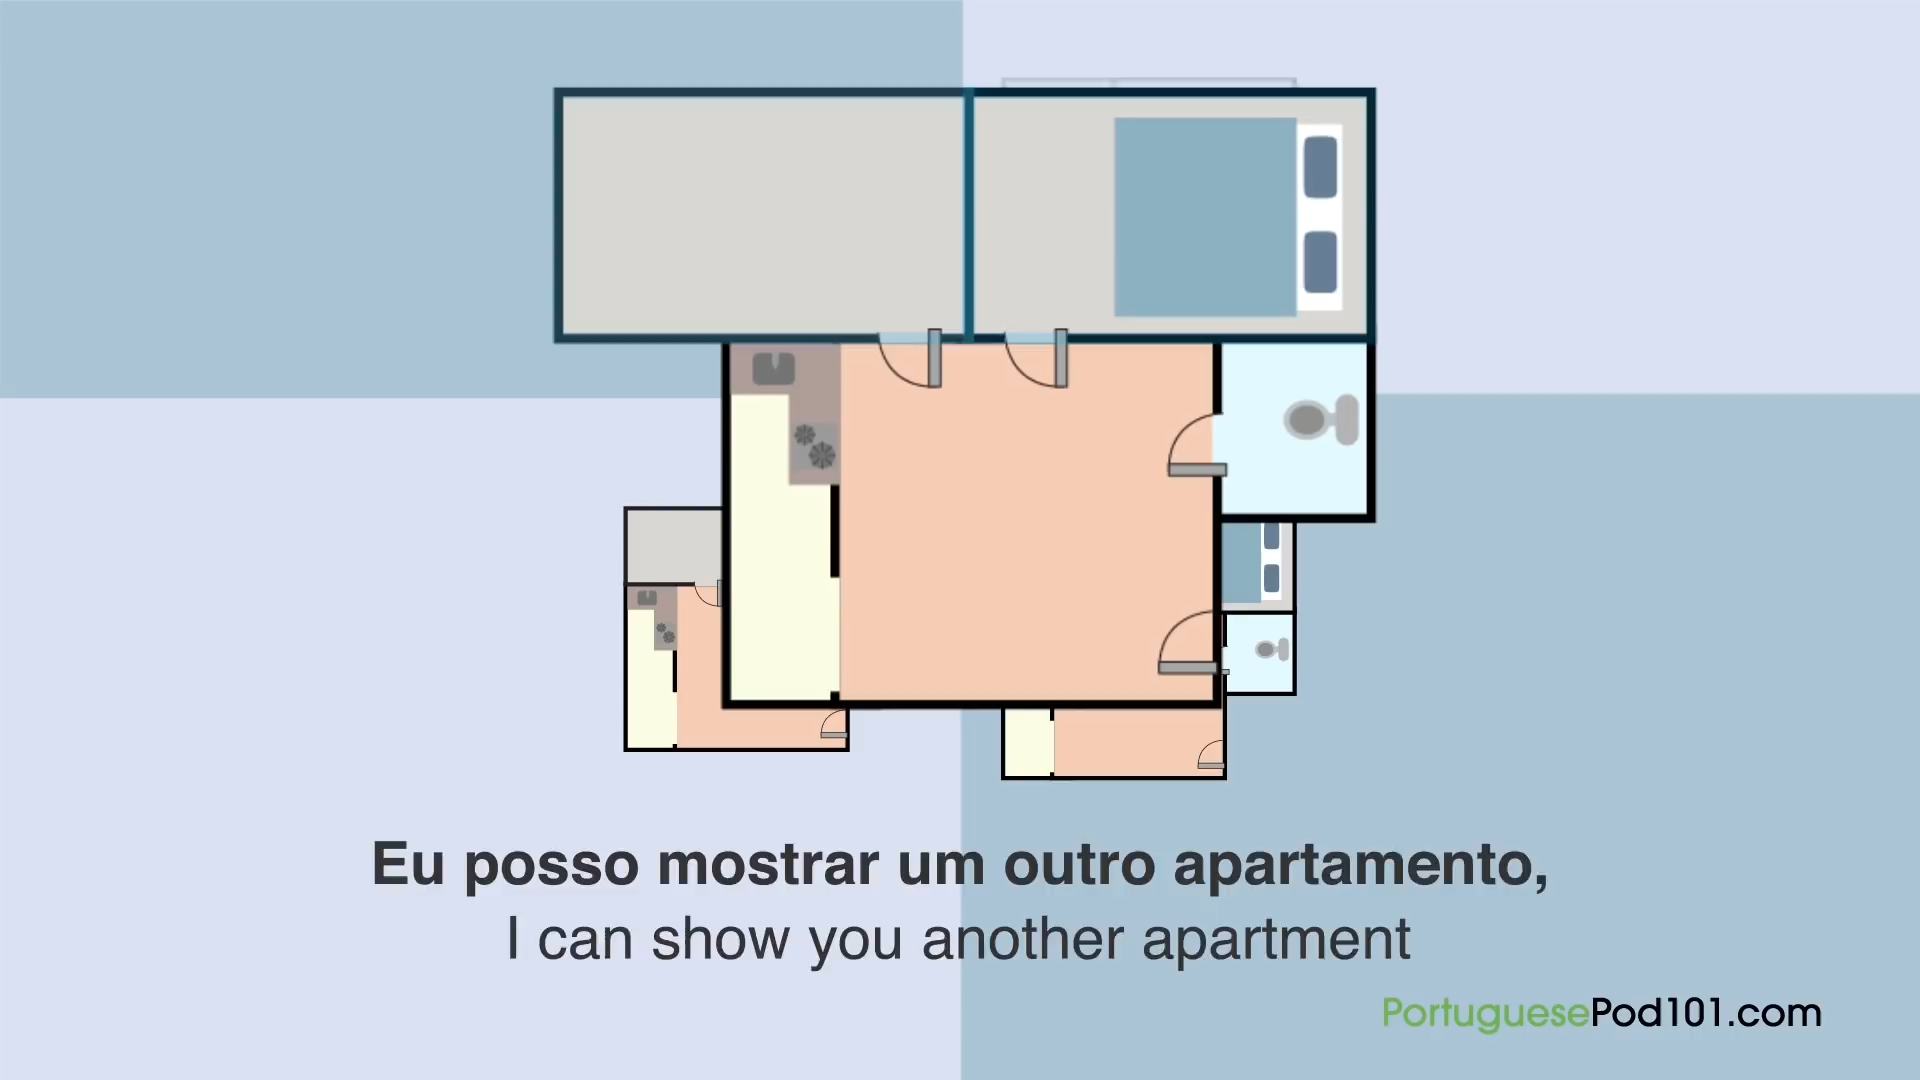 Eu posso mostrar um outro apartamento,
I can show you another apartment
PortuguesePod101.com